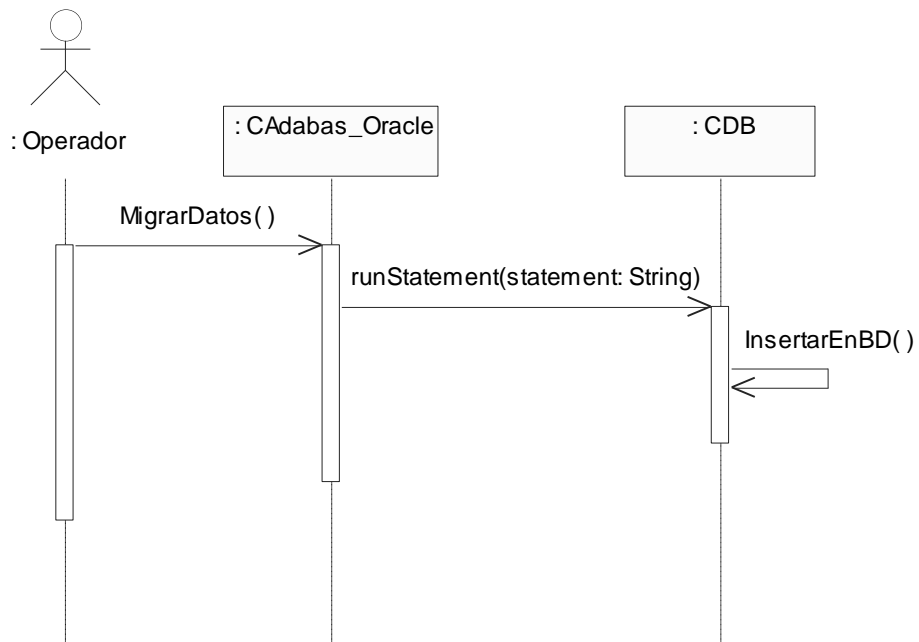 : Operador
: CAdabas_Oracle
: CDB
MigrarDatos( )
runStatement(statement: String)
InsertarEnBD( )